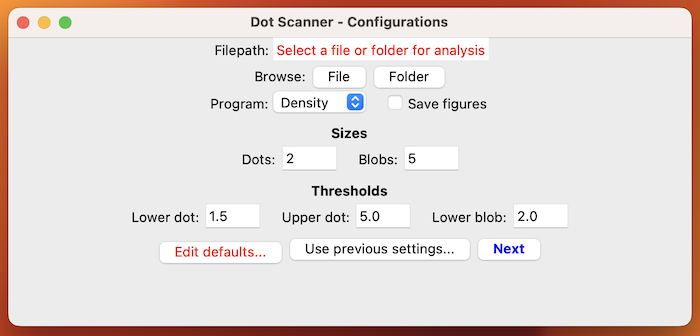 Dot Scanner - Configurations
Filepath: Select a file or folder for analysis
Browse: File Folder
Program: Density Save figures
Sizes
Dots: 2 Blobs: 5
Thresholds
Lower dot: 1.5 Upper dot: 5.0 Lower blob: 2.0
Edit defaults... Use previous settings... Next